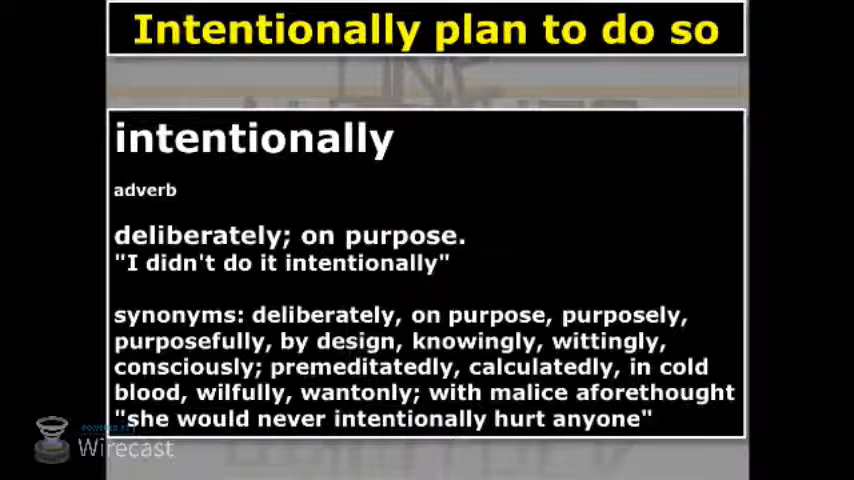 Intentionally plan to do so
intentionally
adverb
deliberately; on purpose.
"I didn't do it intentionally"
synonyms: deliberately, on purpose, purposely,
purposefully, by design, knowingly, wittingly,
consciously; premeditatedly, calculatedly, in cold
blood, wilfully, wantonly; with malice aforethought
"she would never intentionally hurt anyone"
POWERED BY
Wirecast